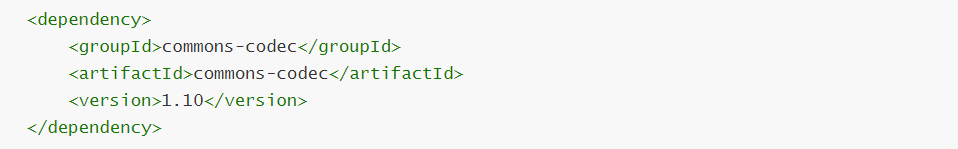 <dependency>
    <groupId>commons-codec</groupId>
    <artifactId>commons-codec</artifactId>
    <version>1.10</version>
</dependency>